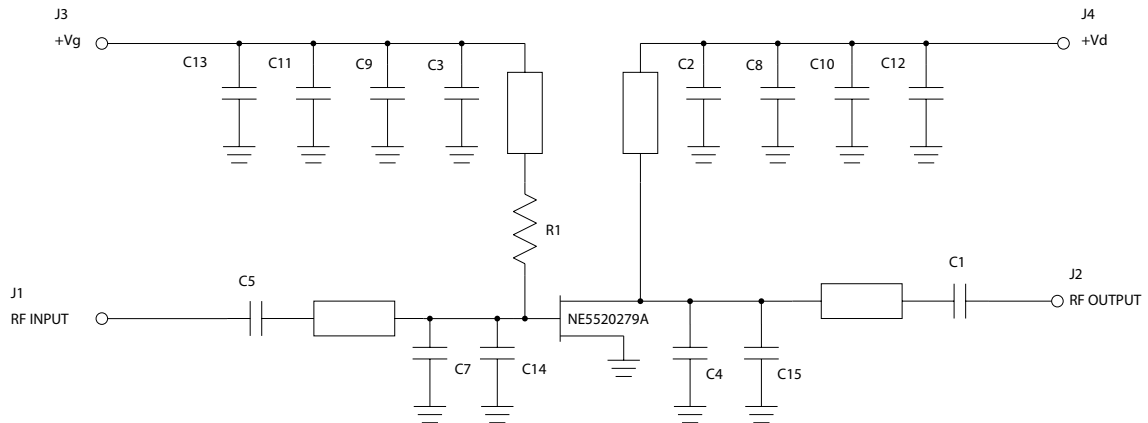 J3
+Vg
J4
+Vd
C13
C11
C9
C3
C2
C8
C10
C12
R1
C5
C1
J1
RF INPUT
J2
RF OUTPUT
NE5520279A
C7
C14
C4
C15